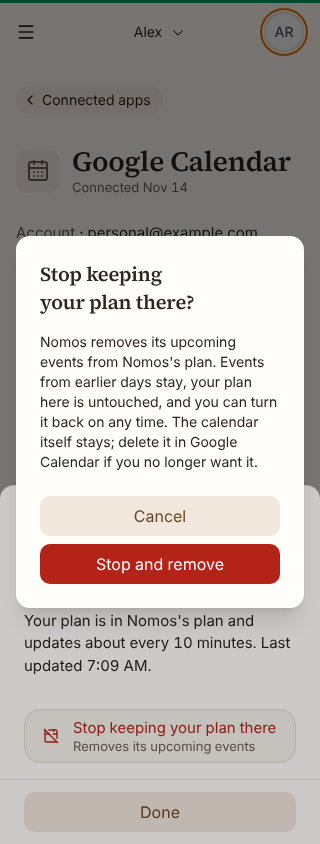 Alex
AR
Connected apps
Google Calendar
Connected Nov 14
Account · personal@example.com
Stop keeping
your plan there?
Nomos removes its upcoming
events from Nomos's plan. Events
from earlier days stay, your plan
here is untouched, and you can turn
it back on any time. The calendar
itself stays; delete it in Google
Calendar if you no longer want it.
Cancel
Stop and remove
Your plan is in Nomos's plan and
updates about every 10 minutes. Last
updated 7:09 AM.
Stop keeping your plan there
Removes its upcoming events
Done